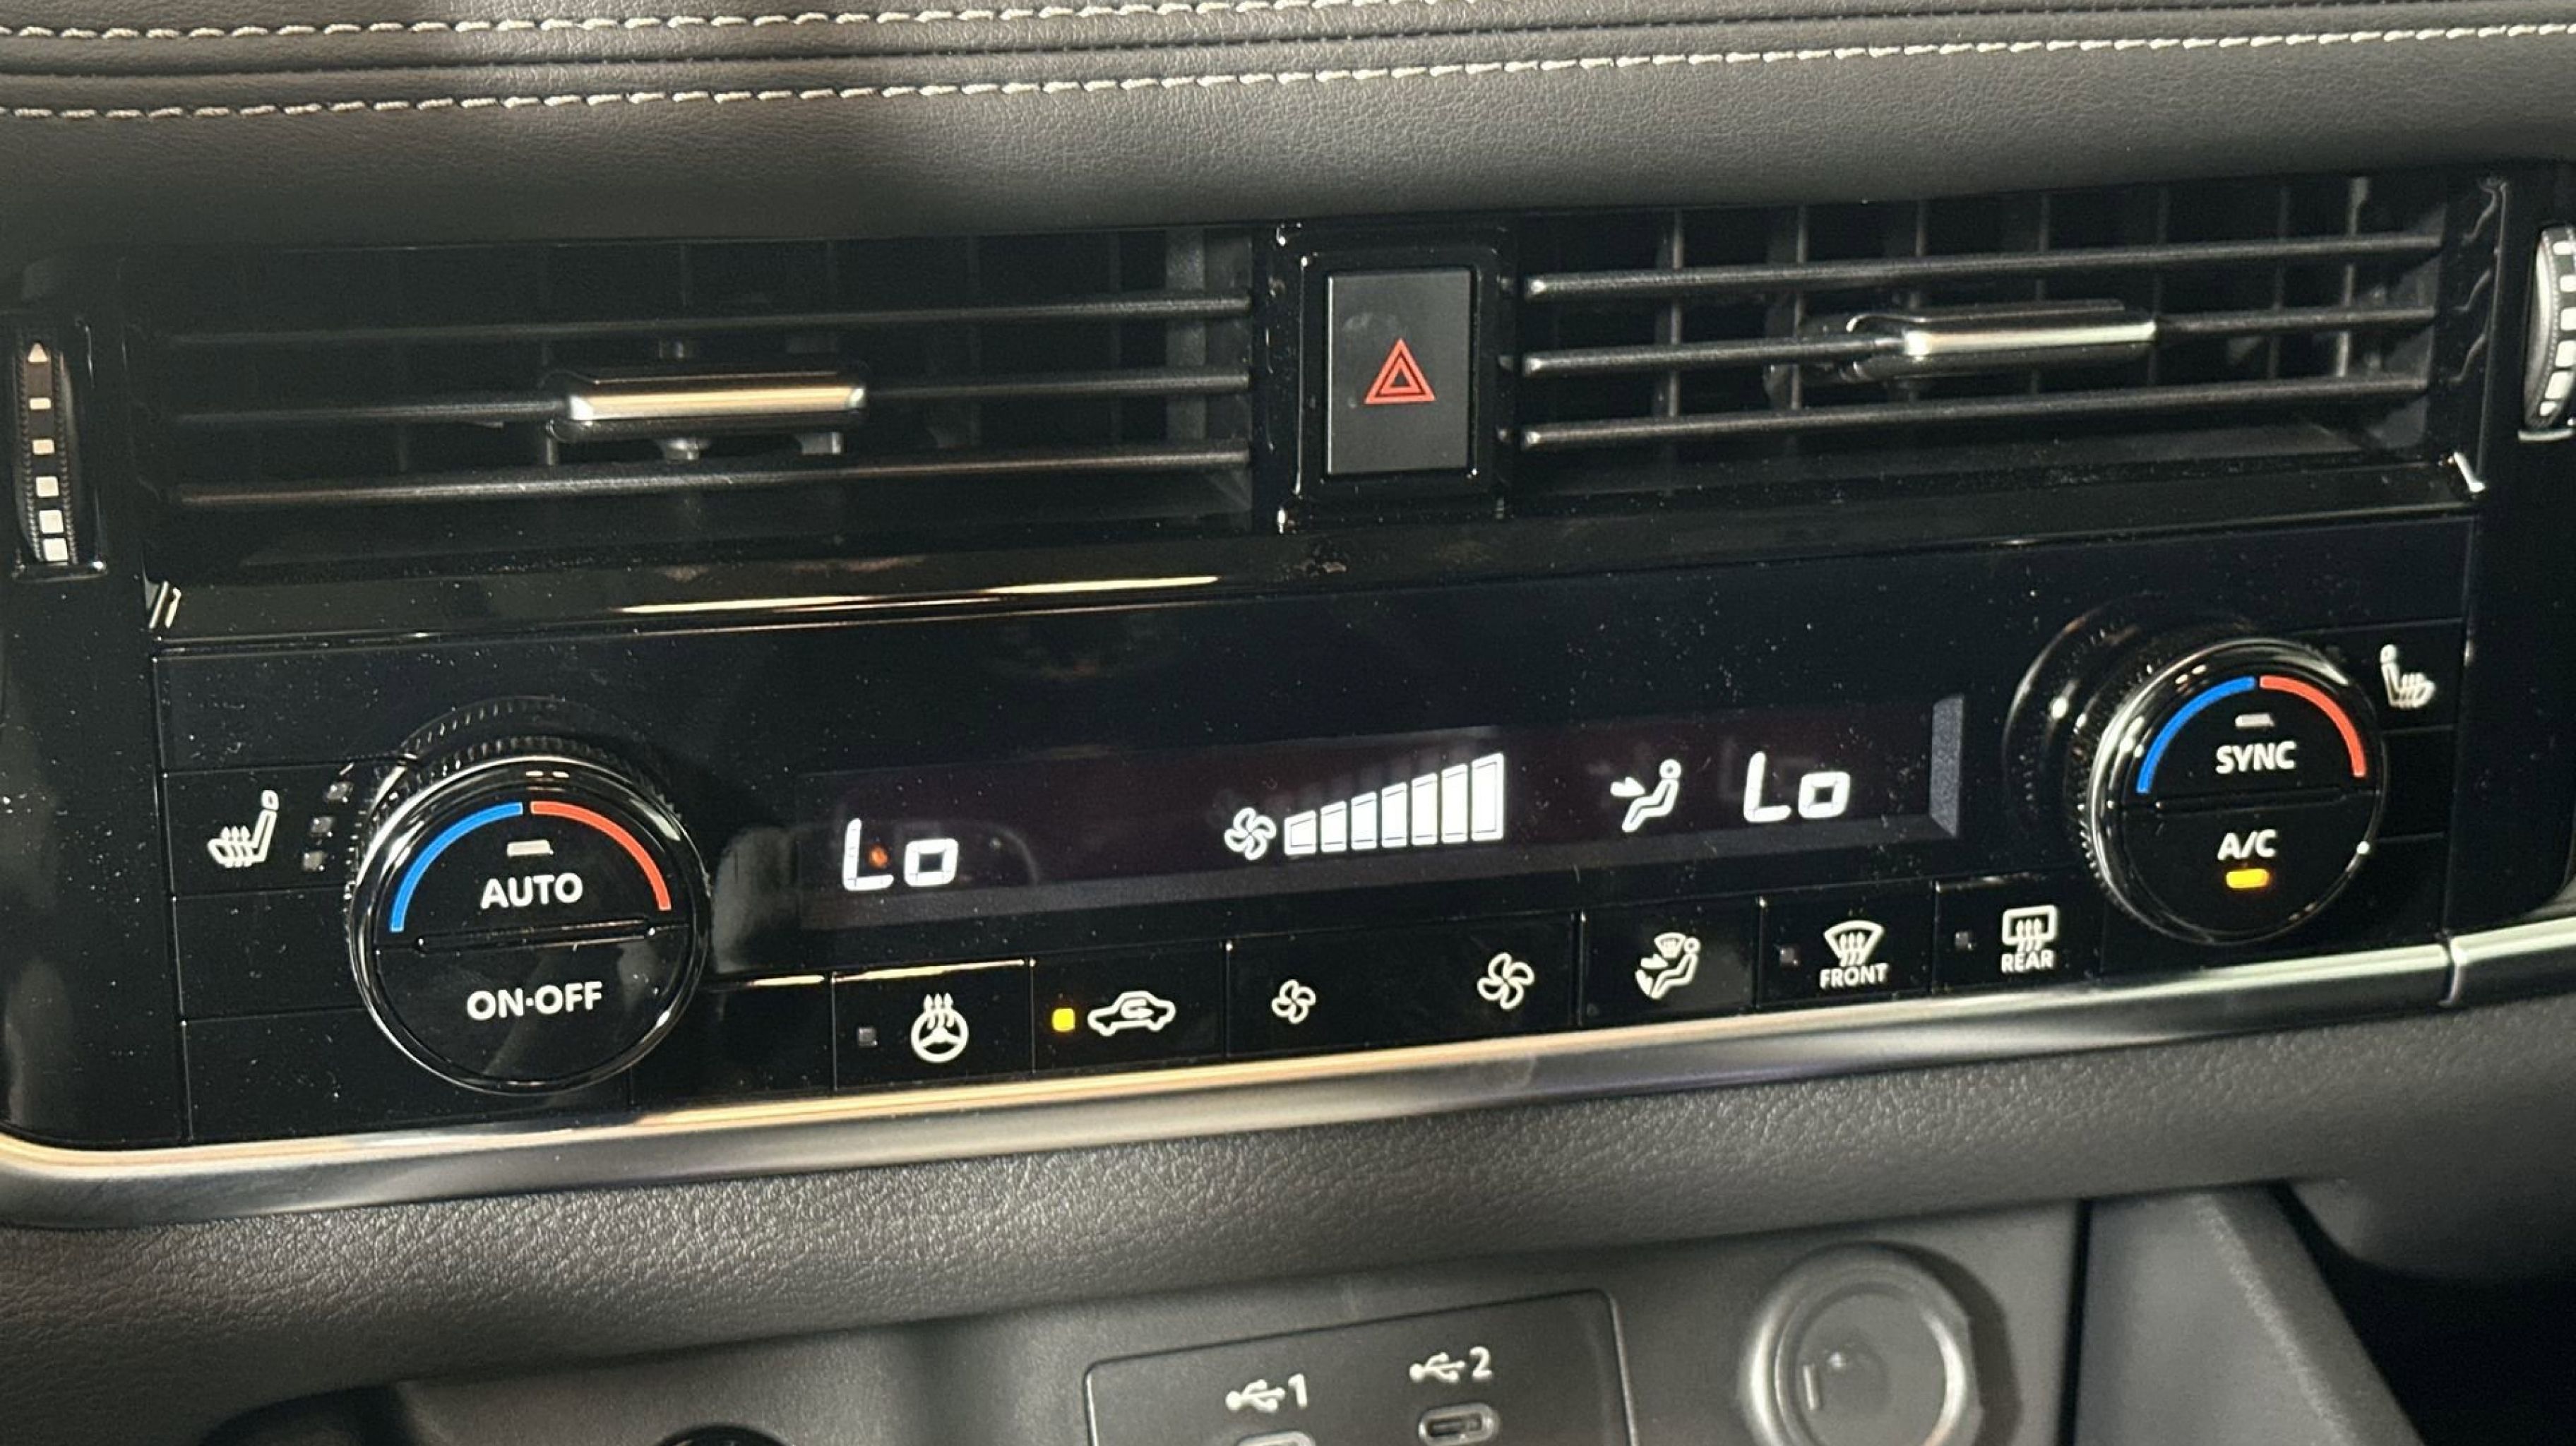 Lo
Lo
SYNC
A/C
AUTO
ON·OFF
FRONT
REAR
1
2